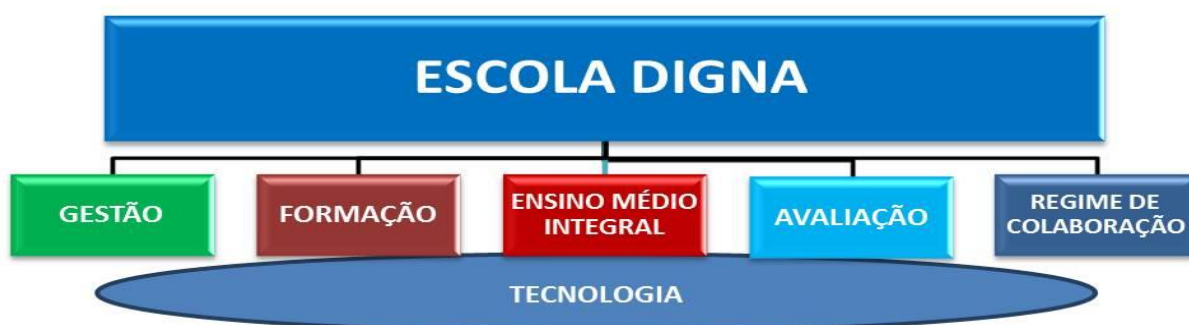 ESCOLA DIGNA
GESTÃO
FORMAÇÃO
ENSINO MÉDIO
INTEGRAL
AVALIAÇÃO
REGIME DE
COLABORAÇÃO
TECNOLOGIA